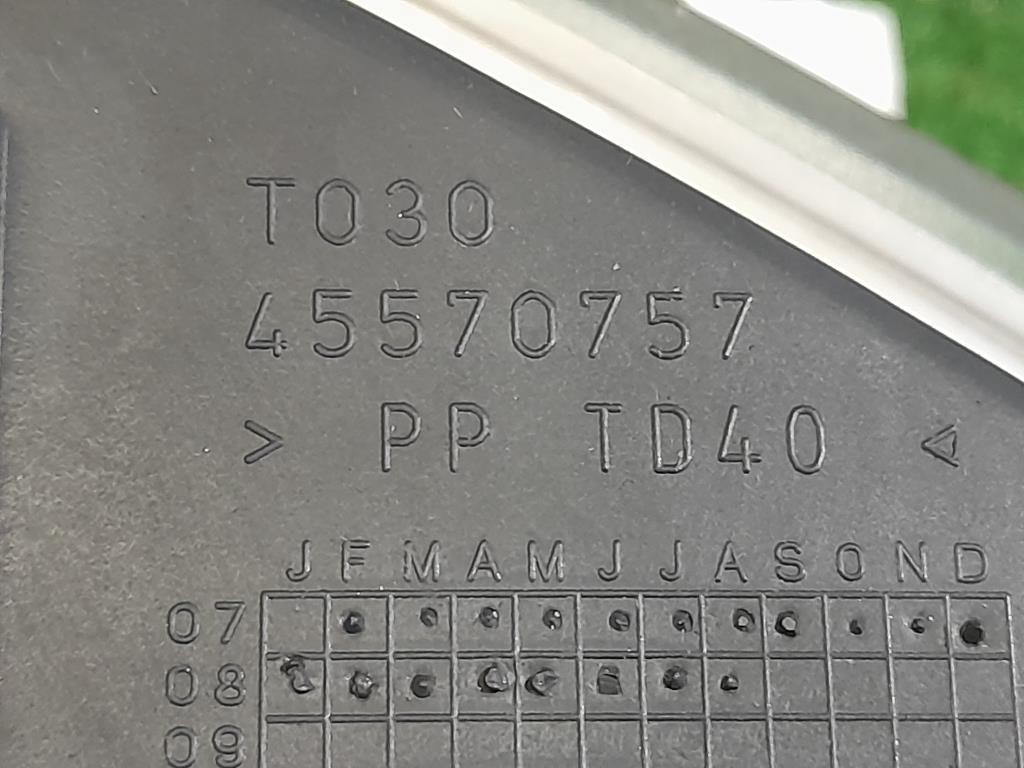 T030
45570757
> PP TD40 <
J F M A M J J A S O N D
07
08
09